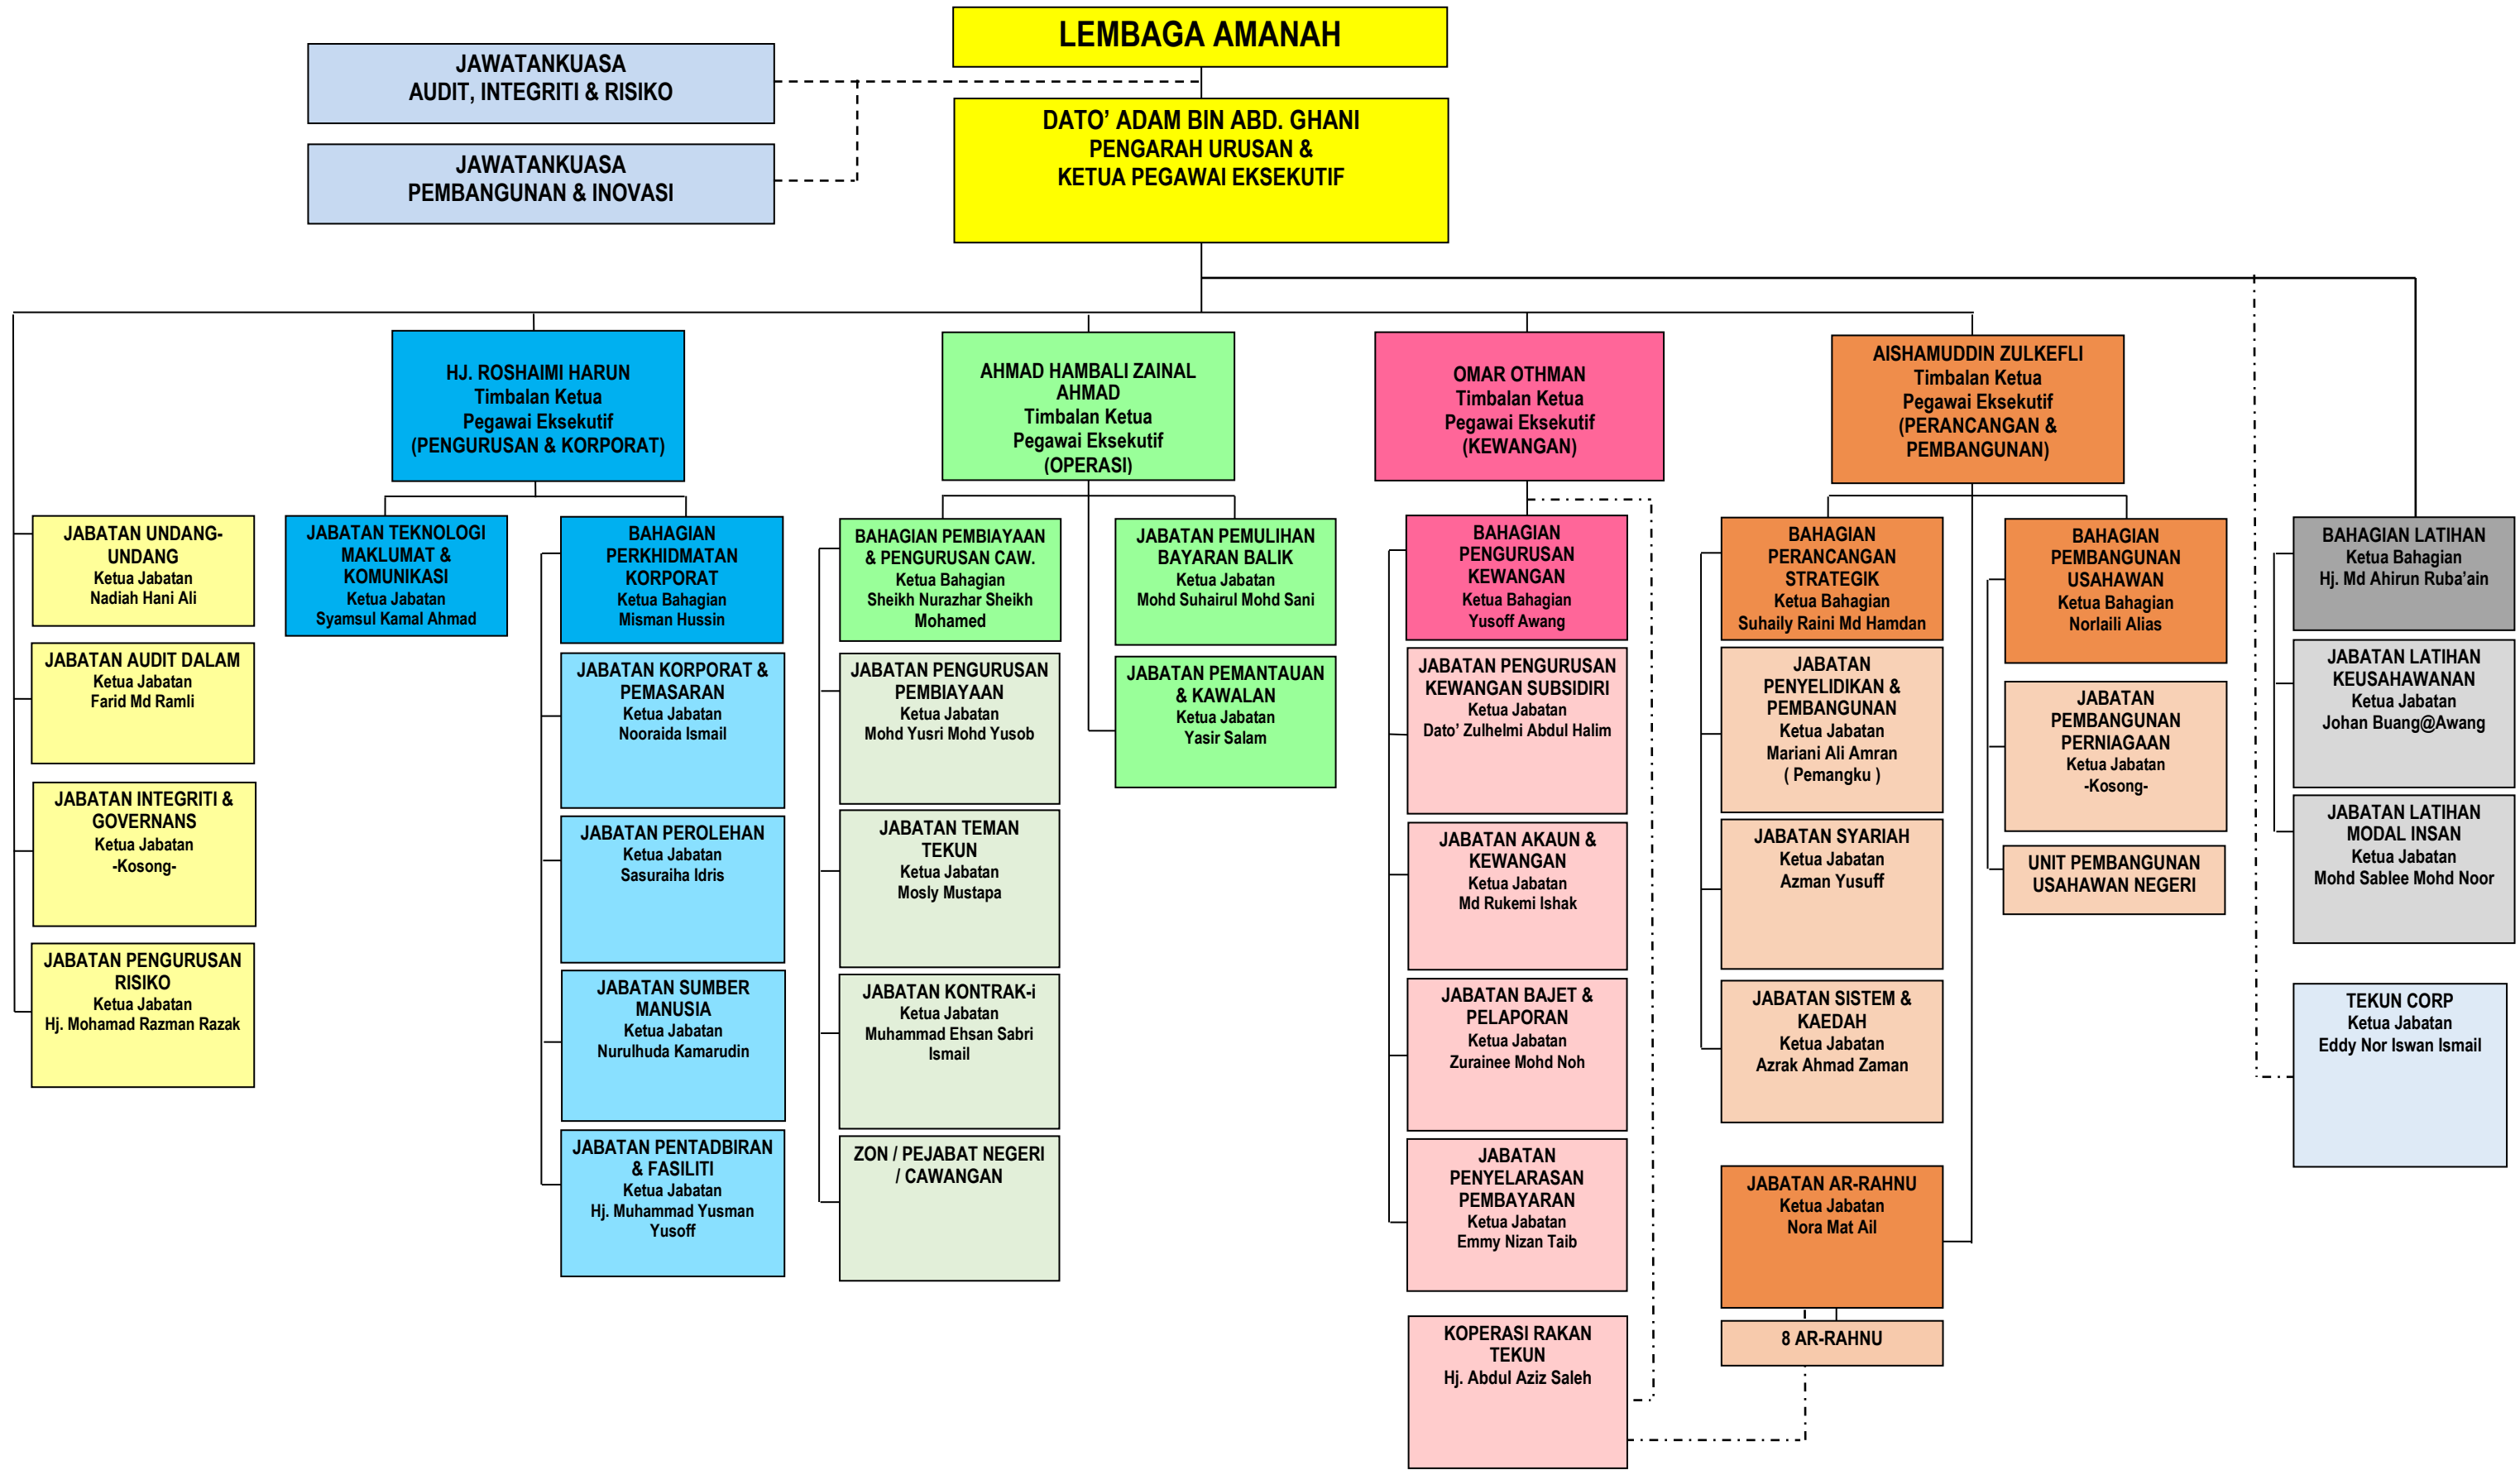 LEMBAGA AMANAH
JAWATANKUASA
AUDIT, INTEGRITI & RISIKO
JAWATANKUASA
PEMBANGUNAN & INOVASI
DATO’ ADAM BIN ABD. GHANI
PENGARAH URUSAN &
KETUA PEGAWAI EKSEKUTIF
HJ. ROSHAIMI HARUN
Timbalan Ketua
Pegawai Eksekutif
(PENGURUSAN & KORPORAT)
AHMAD HAMBALI ZAINAL
AHMAD
Timbalan Ketua
Pegawai Eksekutif
(OPERASI)
OMAR OTHMAN
Timbalan Ketua
Pegawai Eksekutif
(KEWANGAN)
AISHAMUDDIN ZULKEFLI
Timbalan Ketua
Pegawai Eksekutif
(PERANCANGAN &
PEMBANGUNAN)
JABATAN UNDANG-
UNDANG
Ketua Jabatan
Nadiah Hani Ali
JABATAN AUDIT DALAM
Ketua Jabatan
Farid Md Ramli
JABATAN INTEGRITI &
GOVERNANS
Ketua Jabatan
-Kosong-
JABATAN PENGURUSAN
RISIKO
Ketua Jabatan
Hj. Mohamad Razman Razak
JABATAN TEKNOLOGI
MAKLUMAT &
KOMUNIKASI
Ketua Jabatan
Syamsul Kamal Ahmad
BAHAGIAN
PERKHIDMATAN
KORPORAT
Ketua Bahagian
Misman Hussin
JABATAN KORPORAT &
PEMASARAN
Ketua Jabatan
Nooraida Ismail
JABATAN PEROLEHAN
Ketua Jabatan
Sasuraiha Idris
JABATAN SUMBER
MANUSIA
Ketua Jabatan
Nurulhuda Kamarudin
JABATAN PENTADBIRAN
& FASILITI
Ketua Jabatan
Hj. Muhammad Yusman
Yusoff
BAHAGIAN PEMBIAYAAN
& PENGURUSAN CAW.
Ketua Bahagian
Sheikh Nurazhar Sheikh
Mohamed
JABATAN PENGURUSAN
PEMBIAYAAN
Ketua Jabatan
Mohd Yusri Mohd Yusob
JABATAN TEMAN
TEKUN
Ketua Jabatan
Mosly Mustapa
JABATAN KONTRAK-i
Ketua Jabatan
Muhammad Ehsan Sabri
Ismail
ZON / PEJABAT NEGERI
/ CAWANGAN
JABATAN PEMULIHAN
BAYARAN BALIK
Ketua Jabatan
Mohd Suhairul Mohd Sani
JABATAN PEMANTAUAN
& KAWALAN
Ketua Jabatan
Yasir Salam
BAHAGIAN
PENGURUSAN
KEWANGAN
Ketua Bahagian
Yusoff Awang
JABATAN PENGURUSAN
KEWANGAN SUBSIDIRI
Ketua Jabatan
Dato’ Zulhelmi Abdul Halim
JABATAN AKAUN &
KEWANGAN
Ketua Jabatan
Md Rukemi Ishak
JABATAN BAJET &
PELAPORAN
Ketua Jabatan
Zurainee Mohd Noh
JABATAN
PENYELARASAN
PEMBAYARAN
Ketua Jabatan
Emmy Nizan Taib
KOPERASI RAKAN
TEKUN
Hj. Abdul Aziz Saleh
BAHAGIAN
PERANCANGAN
STRATEGIK
Ketua Bahagian
Suhaily Raini Md Hamdan
JABATAN
PENYELIDIKAN &
PEMBANGUNAN
Ketua Jabatan
Mariani Ali Amran
( Pemangku )
JABATAN SYARIAH
Ketua Jabatan
Azman Yusuff
JABATAN SISTEM &
KAEDAH
Ketua Jabatan
Azrak Ahmad Zaman
JABATAN AR-RAHNU
Ketua Jabatan
Nora Mat Ail
8 AR-RAHNU
BAHAGIAN
PEMBANGUNAN
USAHAWAN
Ketua Bahagian
Norlaili Alias
JABATAN
PEMBANGUNAN
PERNIAGAAN
Ketua Jabatan
-Kosong-
UNIT PEMBANGUNAN
USAHAWAN NEGERI
BAHAGIAN LATIHAN
Ketua Bahagian
Hj. Md Ahirun Ruba’ain
JABATAN LATIHAN
KEUSAHAWANAN
Ketua Jabatan
Johan Buang@Awang
JABATAN LATIHAN
MODAL INSAN
Ketua Jabatan
Mohd Sablee Mohd Noor
TEKUN CORP
Ketua Jabatan
Eddy Nor Iswan Ismail